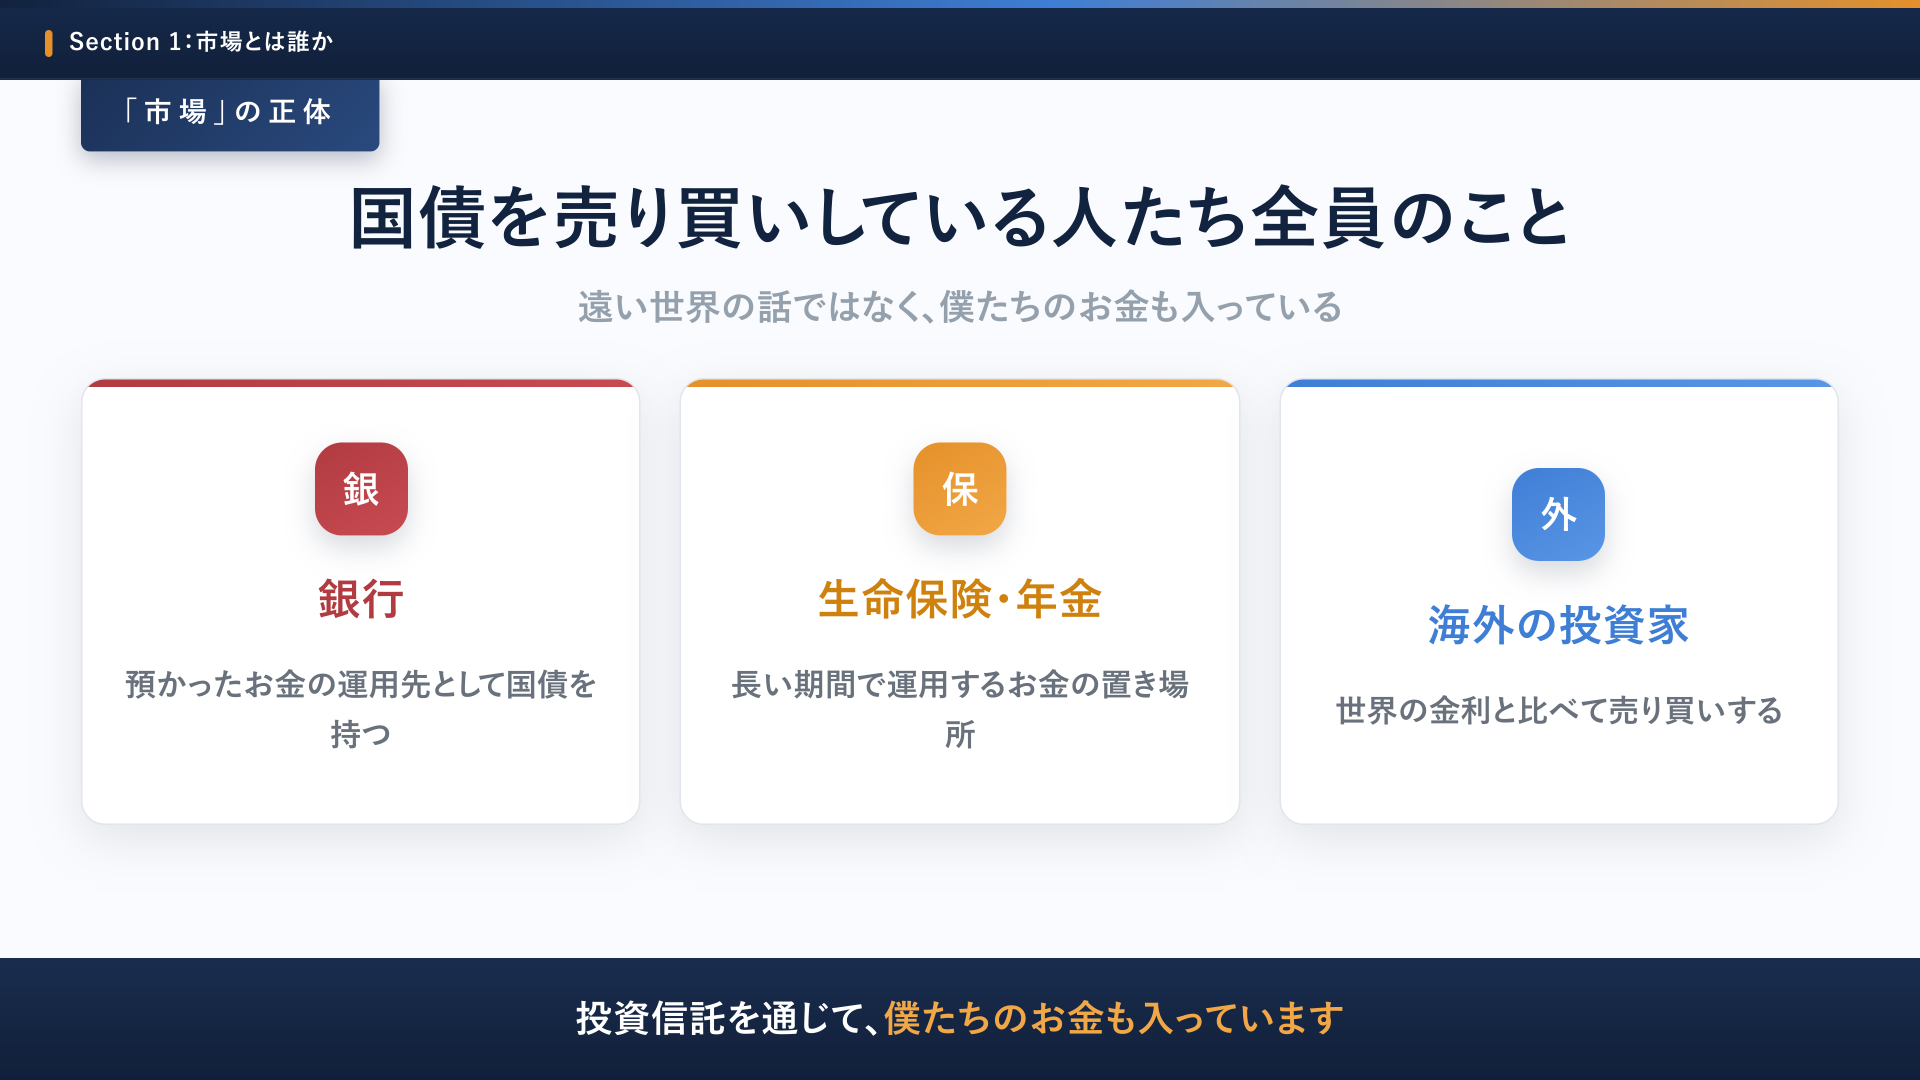 Section 1：市場とは誰か
「市場」の正体
国債を売り買いしている人たち全員のこと
遠い世界の話ではなく、僕たちのお金も入っている
銀
銀行
預かったお金の運用先として国債を
持つ
保
生命保険・年金
長い期間で運用するお金の置き場
所
外
海外の投資家
世界の金利と比べて売り買いする
投資信託を通じて、僕たちのお金も入っています